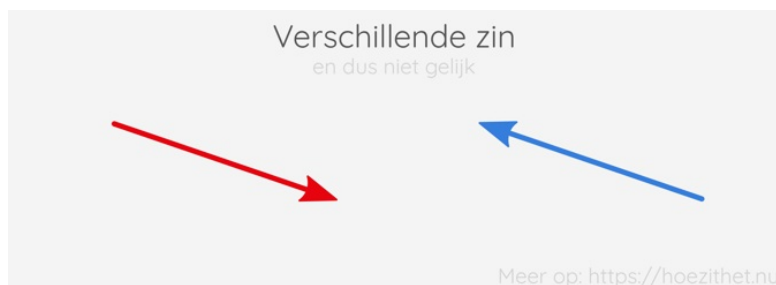 Verschillende zin
en dus niet gelijk
Meer op: https://hoezithet.nu